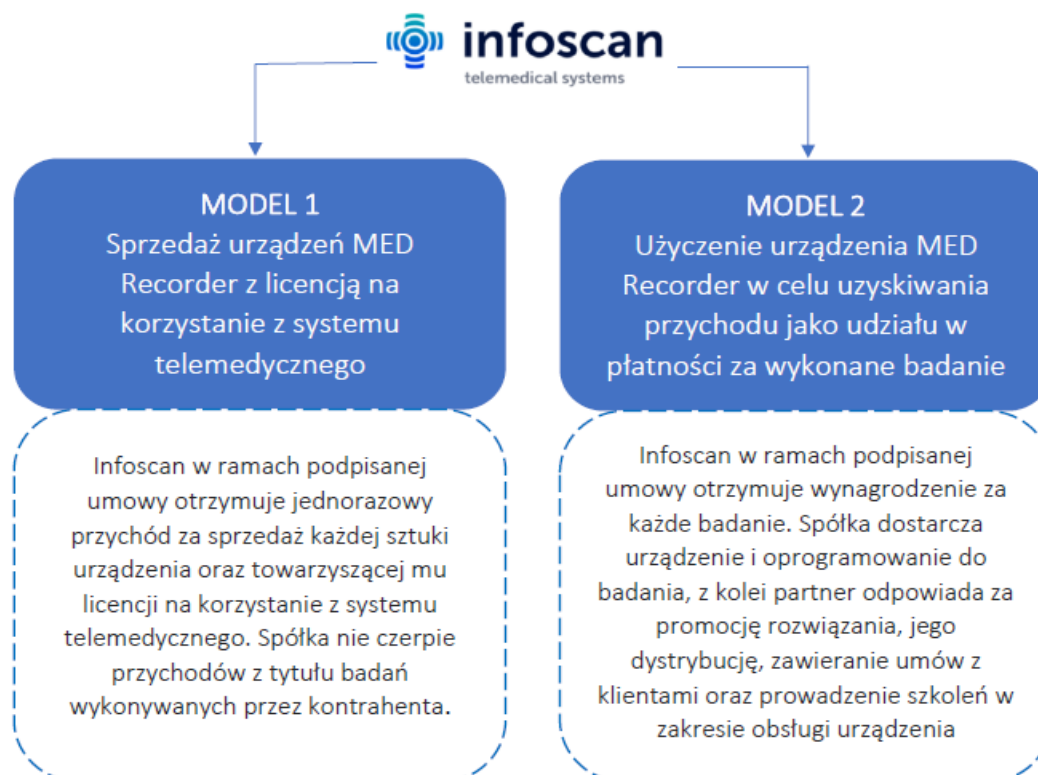 infoscan
telemedical systems
MODEL 1
Sprzedaż urządzeń MED
Recorder z licencją na
korzystanie z systemu
telemedycznego
Infoscan w ramach podpisanej
umowy otrzymuje jednorazowy
przychód za sprzedaż każdej sztuki
urządzenia oraz towarzyszącej mu
licencji na korzystanie z systemu
telemedycznego. Spółka nie czerpie
przychodów z tytułu badań
wykonywanych przez kontrahenta.
MODEL 2
Użyczenie urządzenia MED
Recorder w celu uzyskiwania
przychodu jako udziału w
płatności za wykonane badanie
Infoscan w ramach podpisanej
umowy otrzymuje wynagrodzenie za
każde badanie. Spółka dostarcza
urządzenie i oprogramowanie do
badania, z kolei partner odpowiada za
promocję rozwiązania, jego
dystrybucję, zawieranie umów z
klientami oraz prowadzenie szkoleń w
zakresie obsługi urządzenia